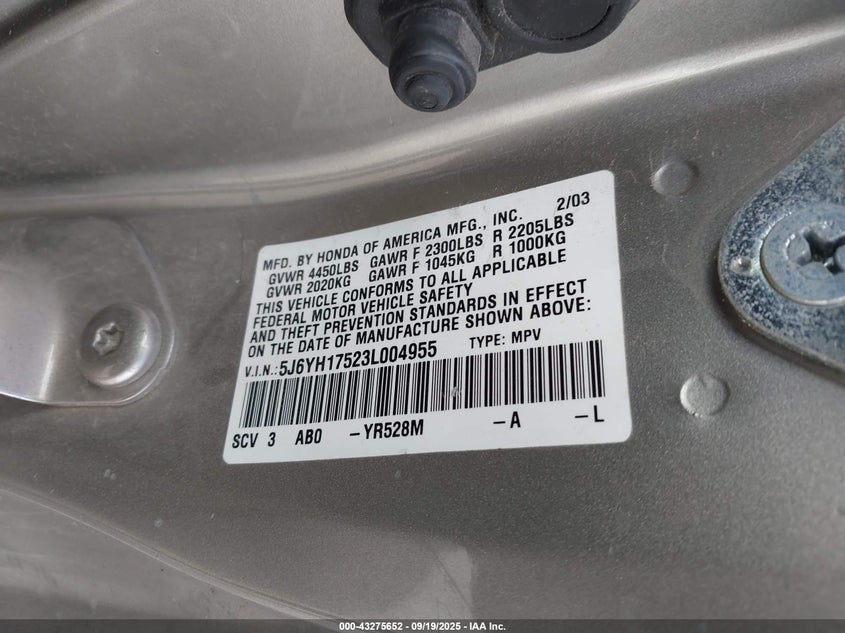 MFD. BY HONDA OF AMERICA MFG., INC. 2/03
GVWR 4450LBS GAWR F 2300LBS R 2205LBS
GVWR 2020KG GAWR F 1045KG R 1000KG
THIS VEHICLE CONFORMS TO ALL APPLICABLE
FEDERAL MOTOR VEHICLE SAFETY
AND THEFT PREVENTION STANDARDS IN EFFECT
ON THE DATE OF MANUFACTURE SHOWN ABOVE:
V.I.N.:5J6YH17523L004955 TYPE: MPV
SCV 3 AB0 -YR528M -A -L
000-43275652 - 09/19/2025 - IAA Inc.